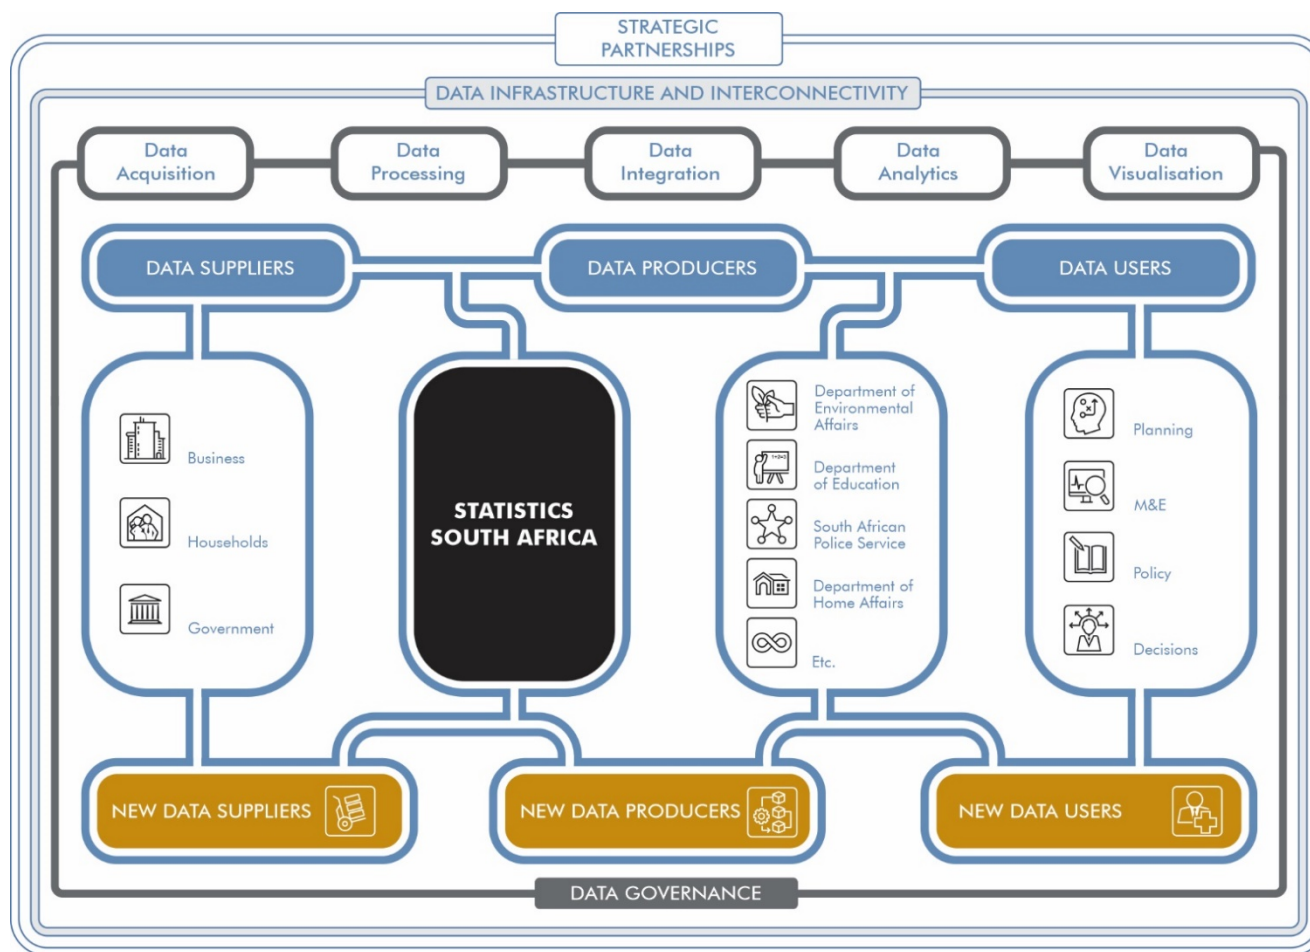 STRATEGIC
PARTNERSHIPS
DATA INFRASTRUCTURE AND INTERCONNECTIVITY
Data
Acquisition
Data
Processing
Data
Integration
Data
Analytics
Data
Visualisation
DATA SUPPLIERS
DATA PRODUCERS
DATA USERS
Business
Households
Government
STATISTICS
SOUTH AFRICA
Department of
Environmental
Affairs
1+2=3
Department
of Education
South African
Police Service
Department of
Home Affairs
Etc.
Planning
M&E
Policy
Decisions
NEW DATA SUPPLIERS
NEW DATA PRODUCERS
NEW DATA USERS
DATA GOVERNANCE